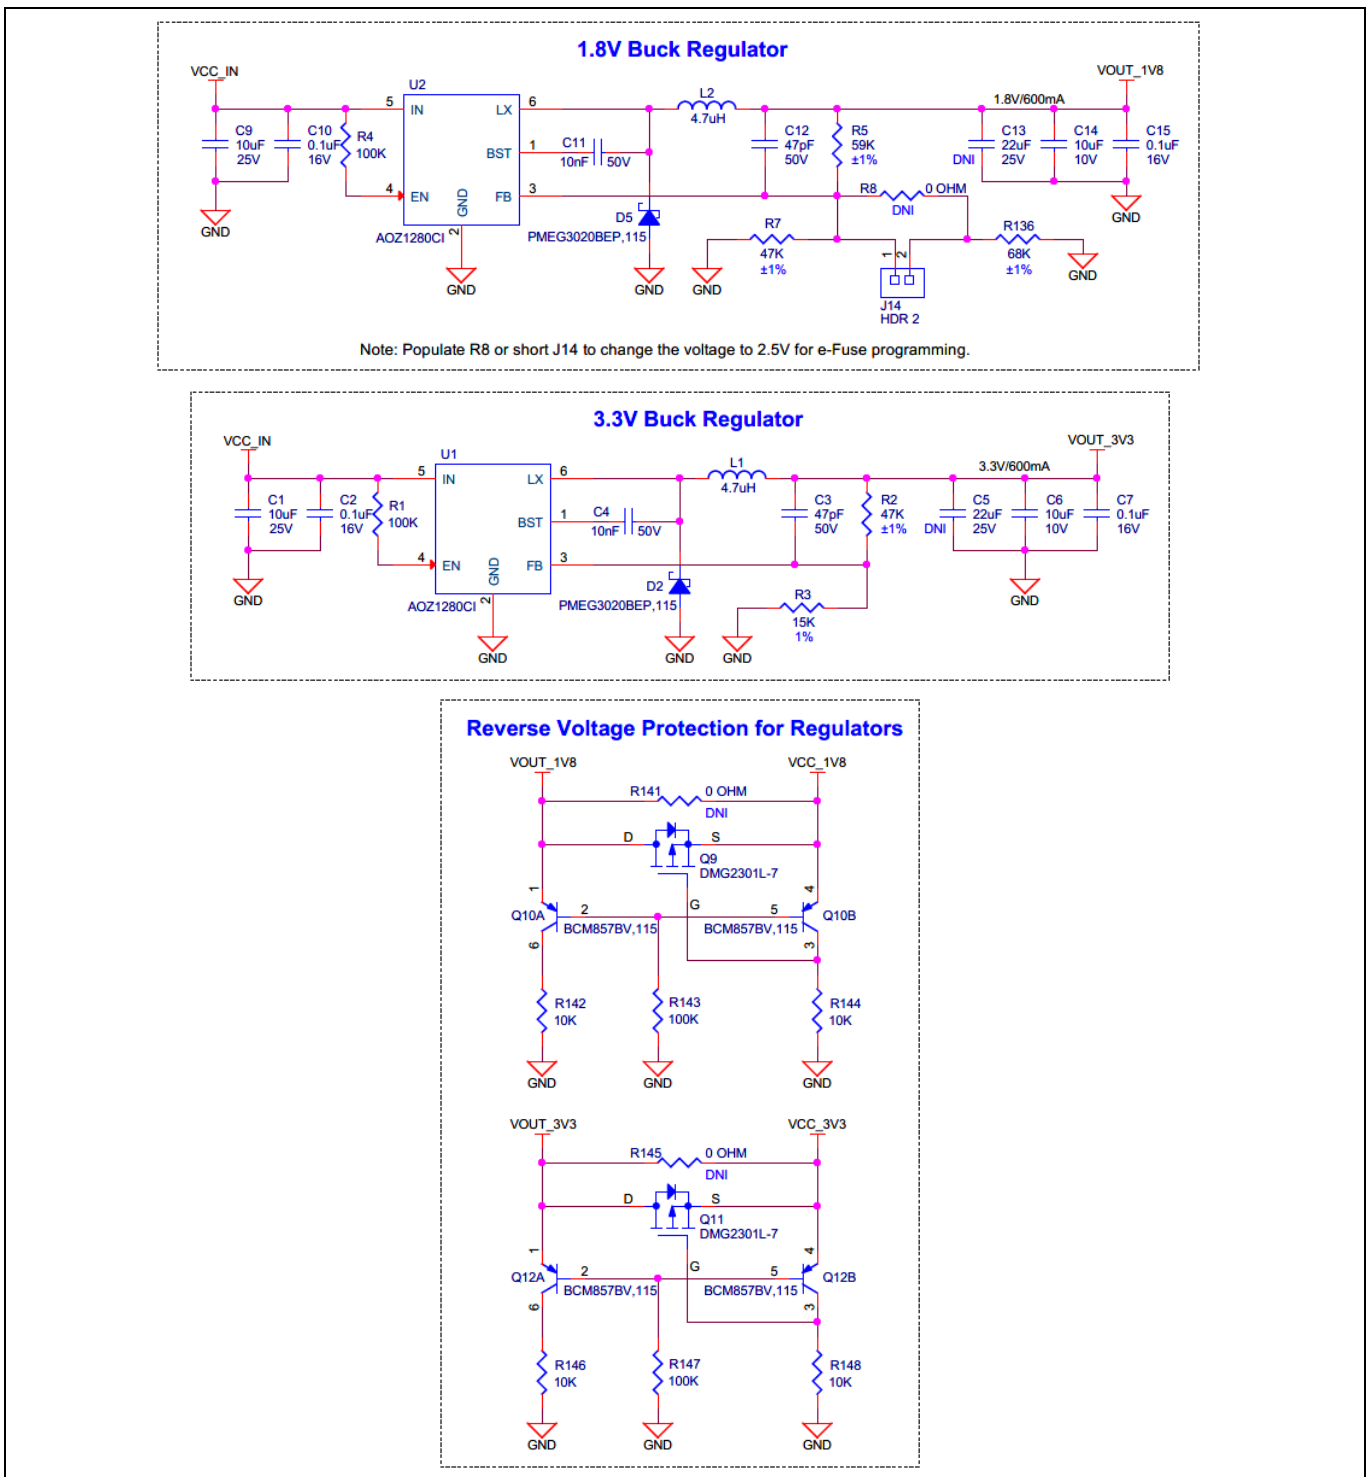 1.8V Buck Regulator
VCC_IN
VOUT_1V8
U2
L2
1.8V/600mA
5 IN
LX 6
4.7uH
C9
10uF
25V
C10
0.1uF
16V
R4
100K
BST 1
C11
10nF 50V
C12
47pF
50V
R5
59K
±1%
C13
22uF
25V
DNI
C14
10uF
10V
C15
0.1uF
16V
4 EN
GND
2
FB 3
R8 0 OHM
DNI
GND
AOZ1280CI
D5
PMEG3020BEP,115
R7
47K
±1%
1 2
R136
68K
±1%
GND
GND
GND
GND
GND
J14
HDR 2
Note: Populate R8 or short J14 to change the voltage to 2.5V for e-Fuse programming.
3.3V Buck Regulator
VCC_IN
VOUT_3V3
U1
L1
3.3V/600mA
5 IN
LX 6
4.7uH
C1
10uF
25V
C2
0.1uF
16V
R1
100K
BST 1
C4
10nF 50V
C3
47pF
50V
R2
47K
±1%
C5
22uF
25V
DNI
C6
10uF
10V
C7
0.1uF
16V
4 EN
GND
2
FB 3
GND
AOZ1280CI
D2
PMEG3020BEP,115
R3
15K
1%
GND
GND
GND
GND
Reverse Voltage Protection for Regulators
VOUT_1V8
VCC_1V8
R141 0 OHM
DNI
D S
Q9
DMG2301L-7
1
G
4
Q10A
2
BCM857BV,115
5
BCM857BV,115
Q10B
6
3
R142
10K
R143
100K
R144
10K
GND
GND
GND
VOUT_3V3
VCC_3V3
R145 0 OHM
DNI
D S
Q11
DMG2301L-7
1
G
4
Q12A
2
BCM857BV,115
5
BCM857BV,115
Q12B
6
3
R146
10K
R147
100K
R148
10K
GND
GND
GND